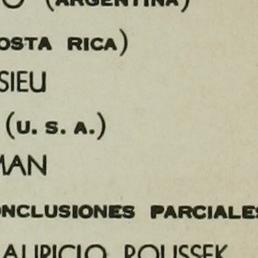 O (ARGENTINA)
OSTA RICA)
SIEU
(U. S. A.)
MAN
ONCLUSIONES PARCIALES
AURICIO ROUSSEK